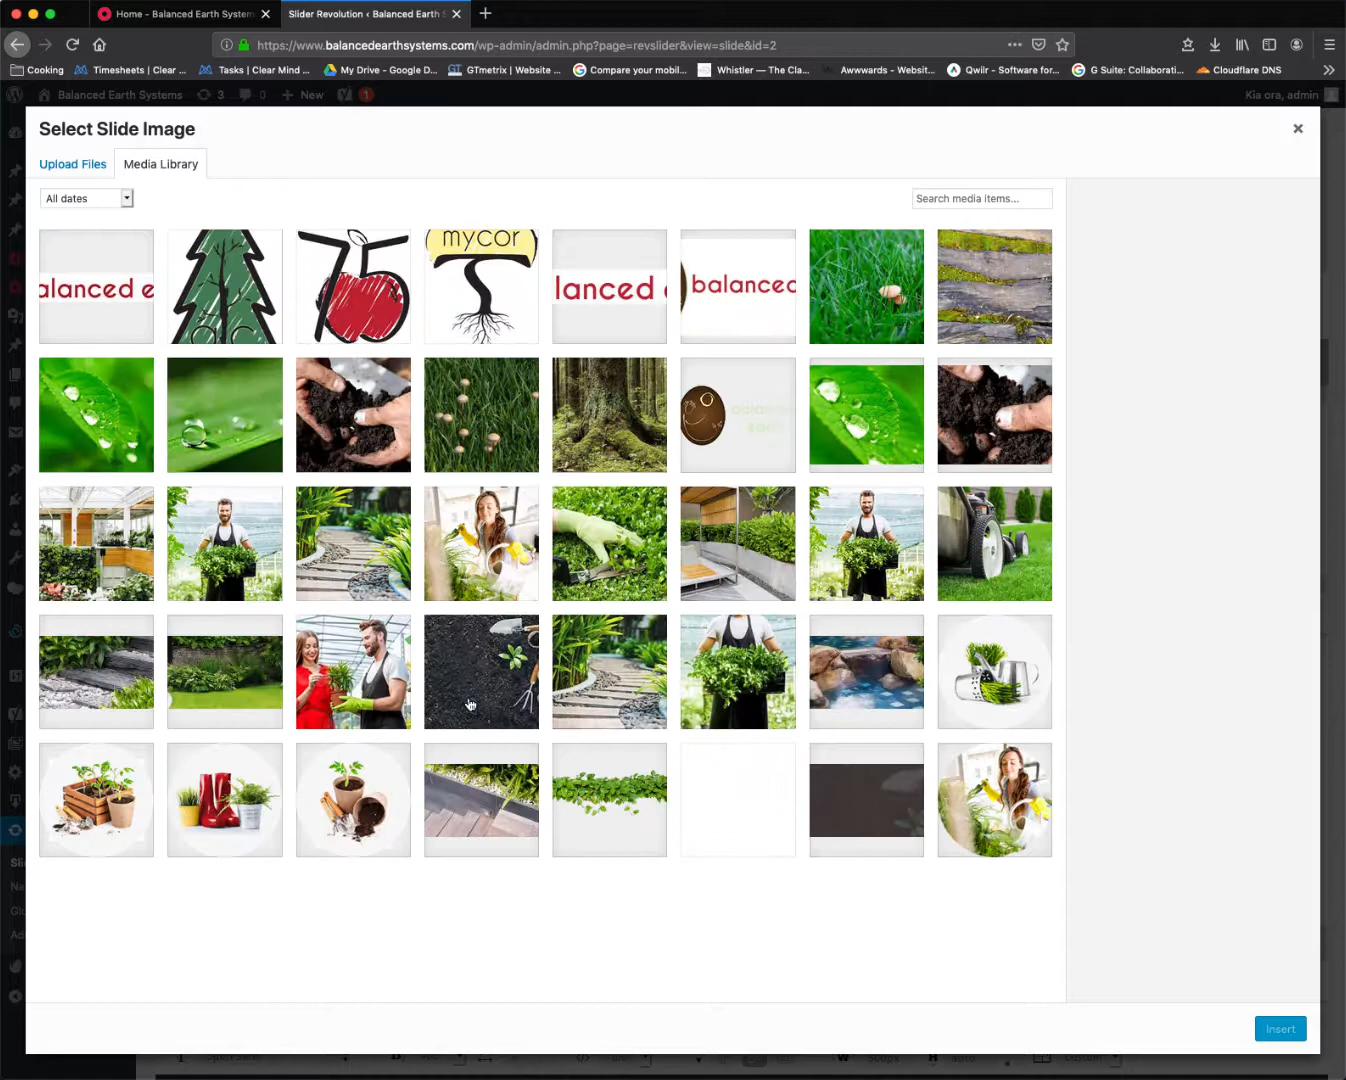 Home - Balanced Earth System
Slider Revolution ‹ Balanced Earth S
https://www.balancedearthsystems.com/wp-admin/admin.php?page=revslider&view=slide&id=2
Cooking
Timesheets | Clear ...
Tasks | Clear Mind ...
My Drive - Google D...
GTmetrix | Website ...
Compare your mobil...
Whistler — The Cla...
Awwwards - Websit...
Qwilr - Software for...
G Suite: Collaborati...
Cloudflare DNS
Balanced Earth Systems
3
0
New
1
Kia ora, admin
Select Slide Image
Upload Files
Media Library
All dates
Search media items...
alanced e
75
mycor
lanced
balanced
Insert